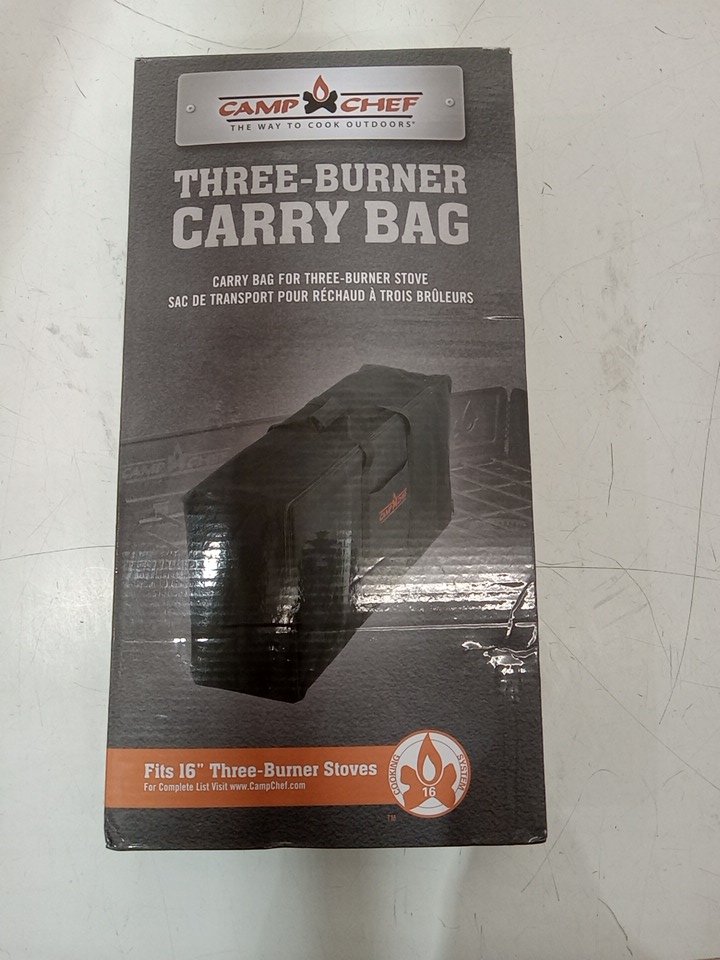 CAMP CHEF
THE WAY TO COOK OUTDOORS®
THREE-BURNER
CARRY BAG
CARRY BAG FOR THREE-BURNER STOVE
SAC DE TRANSPORT POUR RÉCHAUD À TROIS BRÛLEURS
CAMP CHEF
Fits 16" Three-Burner Stoves
For Complete List Visit www.CampChef.com
COOKING SYSTEM
16
TM